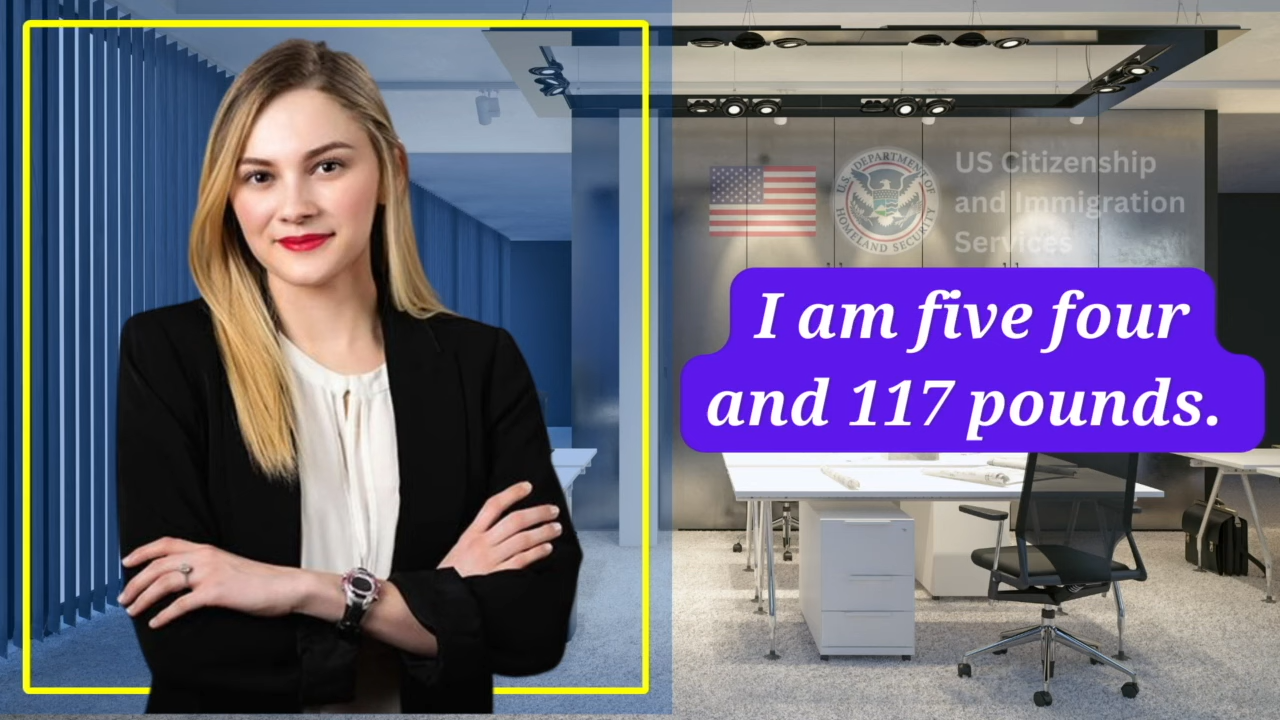 U.S. DEPARTMENT OF
HOMELAND SECURITY
US Citizenship
and Immigration
Services
I am five four
and 117 pounds.